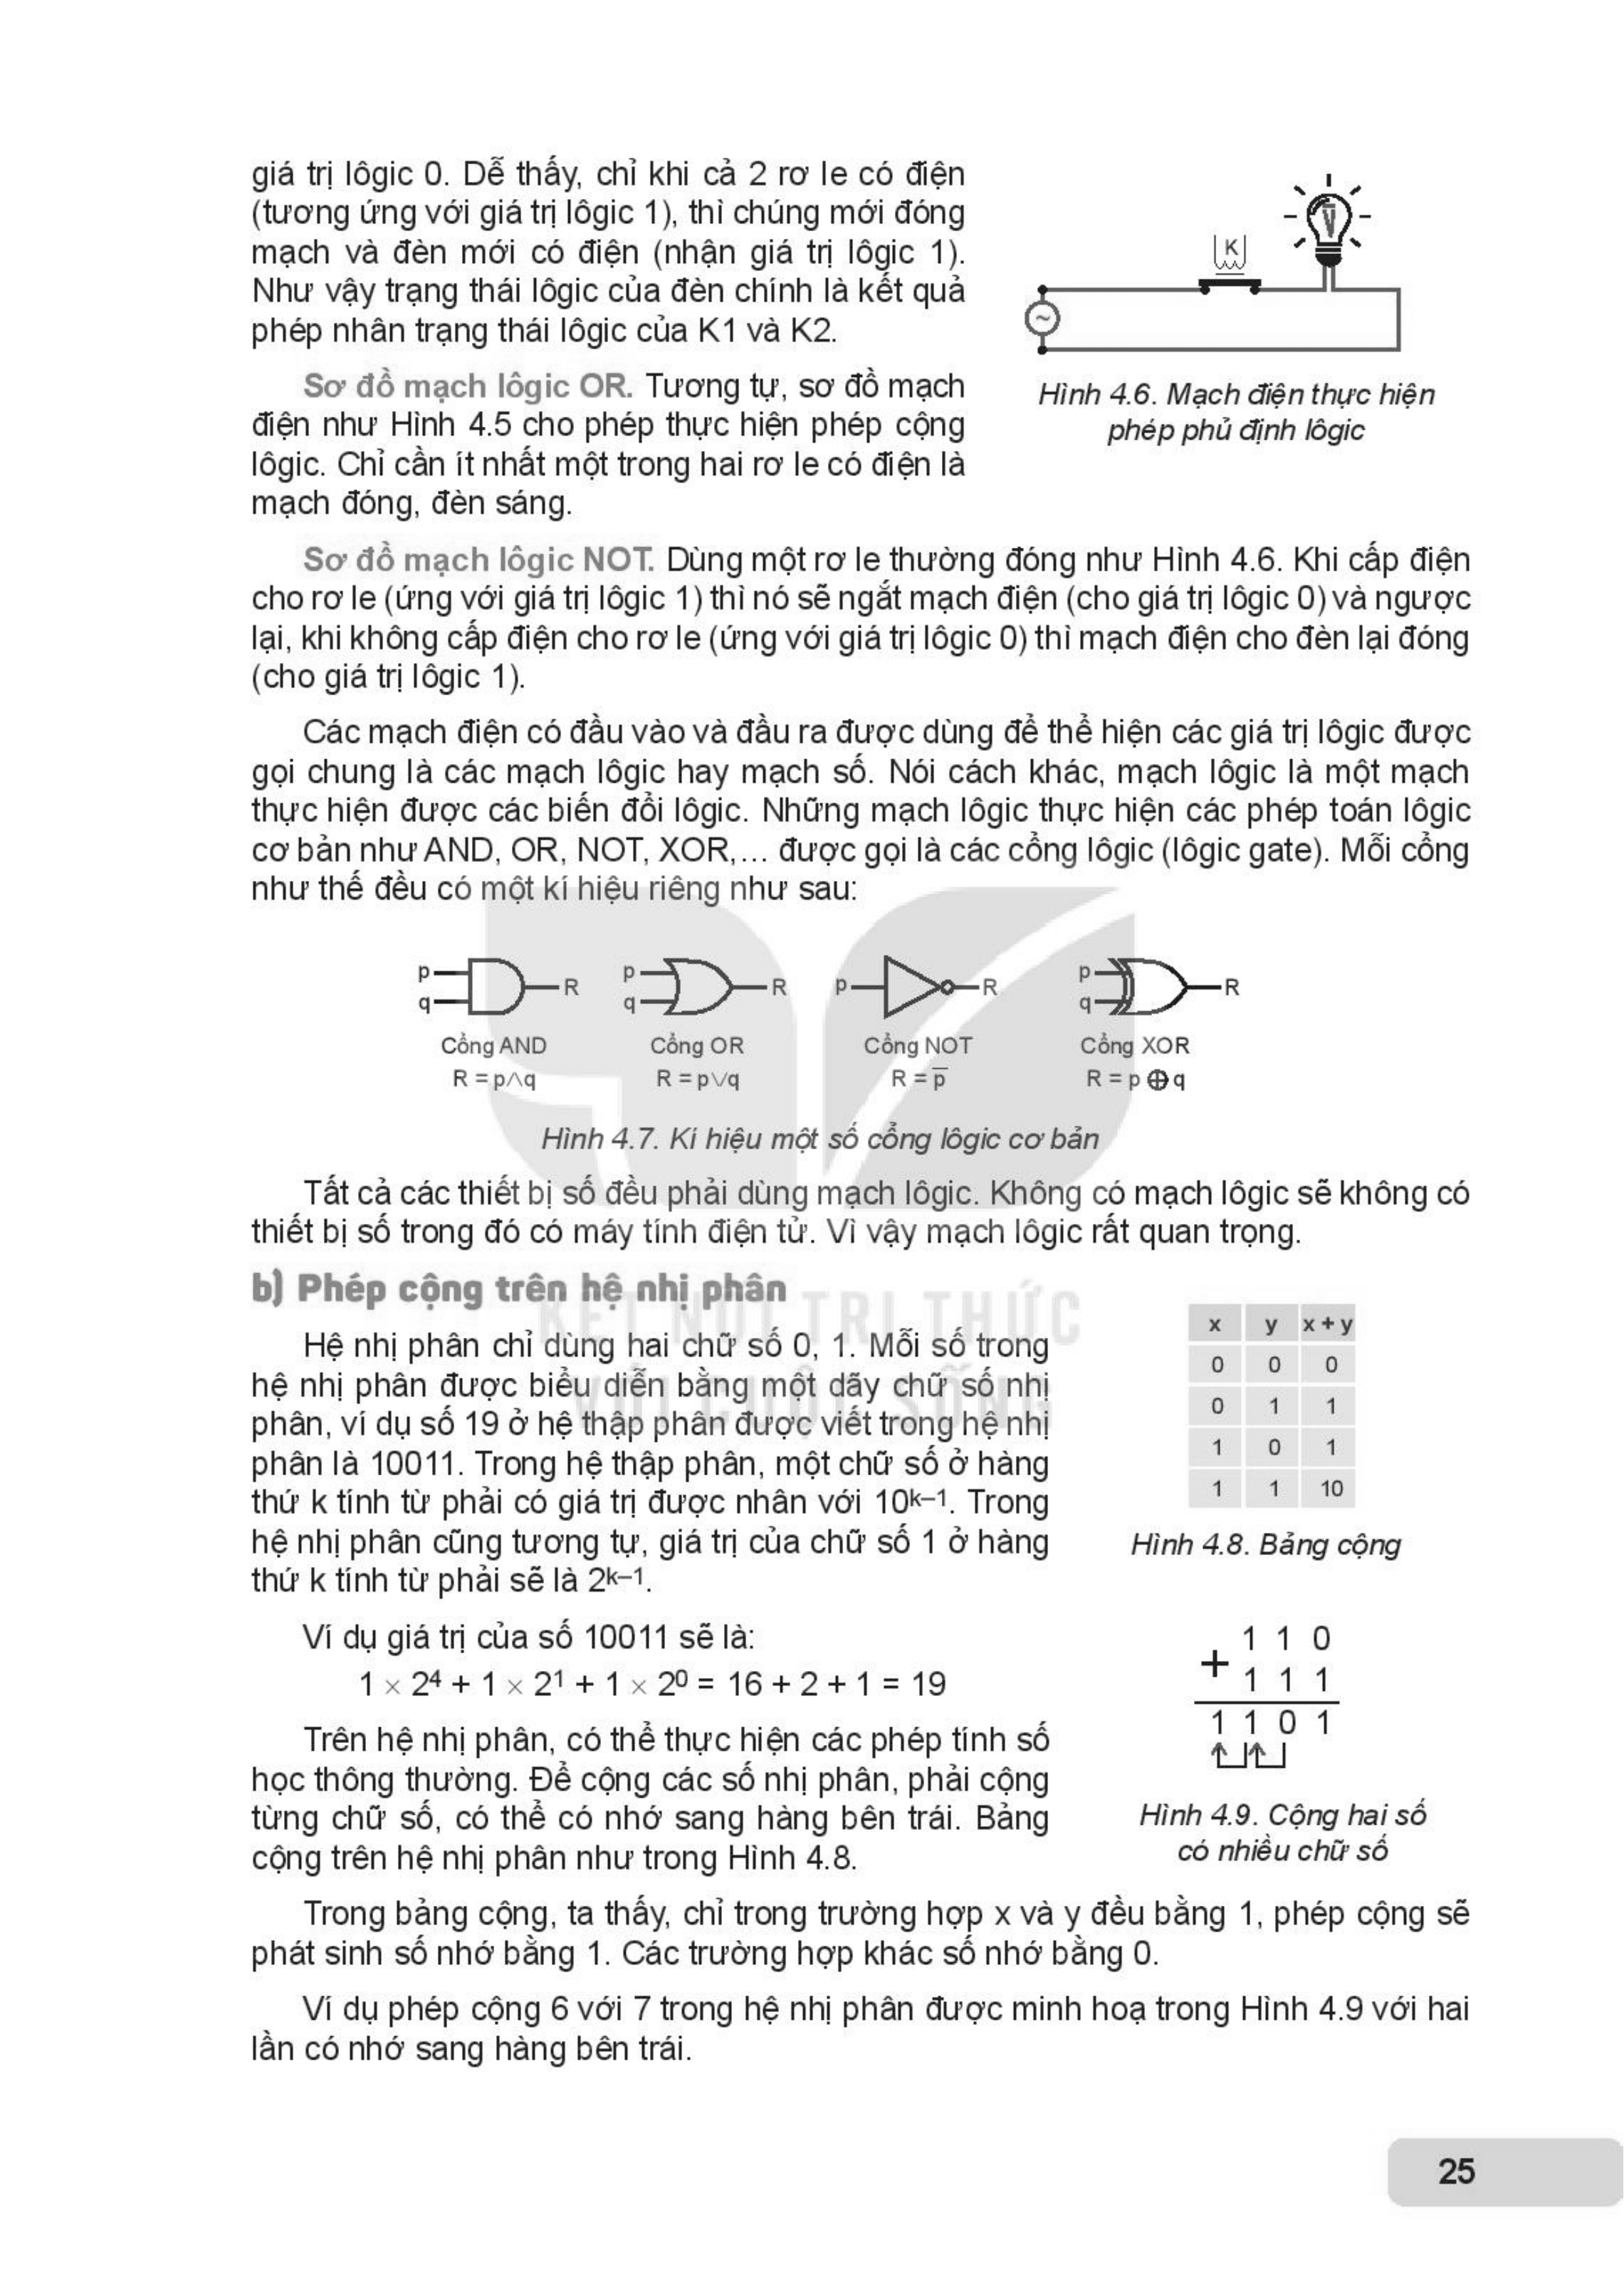 giá trị lôgic 0. Dễ thấy, chỉ khi cả 2 rơ le có điện
(tương ứng với giá trị lôgic 1), thì chúng mới đóng
mạch và đèn mới có điện (nhận giá trị lôgic 1).
Như vậy trạng thái lôgic của đèn chính là kết quả
phép nhân trạng thái lôgic của K1 và K2.
K
~
Hình 4.6. Mạch điện thực hiện
phép phủ định lôgic
Sơ đồ mạch lôgic OR. Tương tự, sơ đồ mạch
điện như Hình 4.5 cho phép thực hiện phép cộng
lôgic. Chỉ cần ít nhất một trong hai rơ le có điện là
mạch đóng, đèn sáng.
Sơ đồ mạch lôgic NOT. Dùng một rơ le thường đóng như Hình 4.6. Khi cấp điện
cho rơ le (ứng với giá trị lôgic 1) thì nó sẽ ngắt mạch điện (cho giá trị lôgic 0) và ngược
lại, khi không cấp điện cho rơ le (ứng với giá trị lôgic 0) thì mạch điện cho đèn lại đóng
(cho giá trị lôgic 1).
Các mạch điện có đầu vào và đầu ra được dùng để thể hiện các giá trị lôgic được
gọi chung là các mạch lôgic hay mạch số. Nói cách khác, mạch lôgic là một mạch
thực hiện được các biến đổi lôgic. Những mạch lôgic thực hiện các phép toán lôgic
cơ bản như AND, OR, NOT, XOR,... được gọi là các cổng lôgic (lôgic gate). Mỗi cổng
như thế đều có một kí hiệu riêng như sau:
p q R p q R p R p q R
Cổng AND Cổng OR Cổng NOT Cổng XOR
R = p∧q R = p∨q R = p̅ R = p ⊕ q
Hình 4.7. Kí hiệu một số cổng lôgic cơ bản
Tất cả các thiết bị số đều phải dùng mạch lôgic. Không có mạch lôgic sẽ không có
thiết bị số trong đó có máy tính điện tử. Vì vậy mạch lôgic rất quan trọng.
b) Phép cộng trên hệ nhị phân
KẾT NỐI TRI THỨC
VỚI CUỘC SỐNG
Hệ nhị phân chỉ dùng hai chữ số 0, 1. Mỗi số trong
hệ nhị phân được biểu diễn bằng một dãy chữ số nhị
phân, ví dụ số 19 ở hệ thập phân được viết trong hệ nhị
phân là 10011. Trong hệ thập phân, một chữ số ở hàng
thứ k tính từ phải có giá trị được nhân với 10ᵏ⁻¹. Trong
hệ nhị phân cũng tương tự, giá trị của chữ số 1 ở hàng
thứ k tính từ phải sẽ là 2ᵏ⁻¹.
x y x + y
0 0 0
0 1 1
1 0 1
1 1 10
Hình 4.8. Bảng cộng
Ví dụ giá trị của số 10011 sẽ là:
1 × 2⁴ + 1 × 2¹ + 1 × 2⁰ = 16 + 2 + 1 = 19
Trên hệ nhị phân, có thể thực hiện các phép tính số
học thông thường. Để cộng các số nhị phân, phải cộng
từng chữ số, có thể có nhớ sang hàng bên trái. Bảng
cộng trên hệ nhị phân như trong Hình 4.8.
1 1 0
+
1 1 1
1 1 0 1
Hình 4.9. Cộng hai số
có nhiều chữ số
Trong bảng cộng, ta thấy, chỉ trong trường hợp x và y đều bằng 1, phép cộng sẽ
phát sinh số nhớ bằng 1. Các trường hợp khác số nhớ bằng 0.
Ví dụ phép cộng 6 với 7 trong hệ nhị phân được minh hoạ trong Hình 4.9 với hai
lần có nhớ sang hàng bên trái.
25